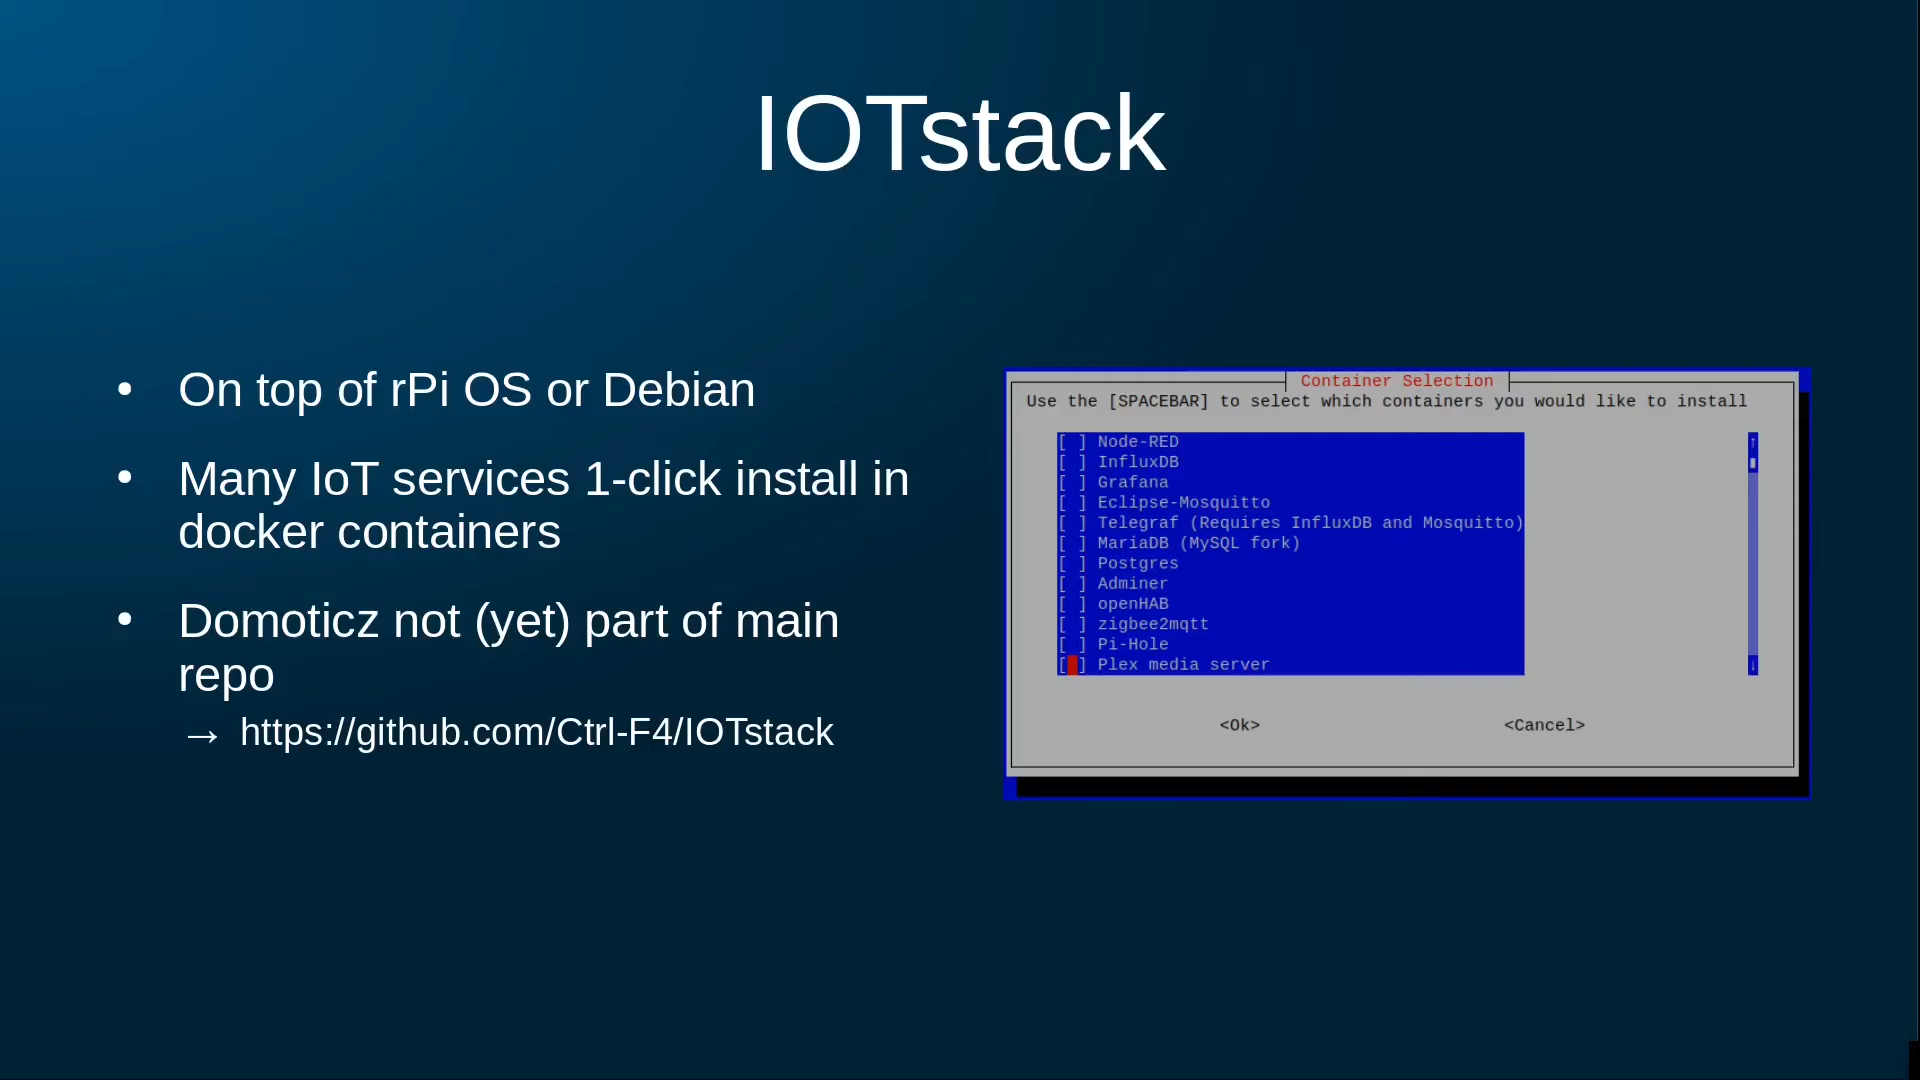 IOTstack
• On top of rPi OS or Debian
• Many IoT services 1-click install in
docker containers
• Domoticz not (yet) part of main
repo
→ https://github.com/Ctrl-F4/IOTstack
Container Selection
Use the [SPACEBAR] to select which containers you would like to install
[ ] Node-RED
[ ] InfluxDB
[ ] Grafana
[ ] Eclipse-Mosquitto
[ ] Telegraf (Requires InfluxDB and Mosquitto)
[ ] MariaDB (MySQL fork)
[ ] Postgres
[ ] Adminer
[ ] openHAB
[ ] zigbee2mqtt
[ ] Pi-Hole
[ ] Plex media server
<Ok> <Cancel>